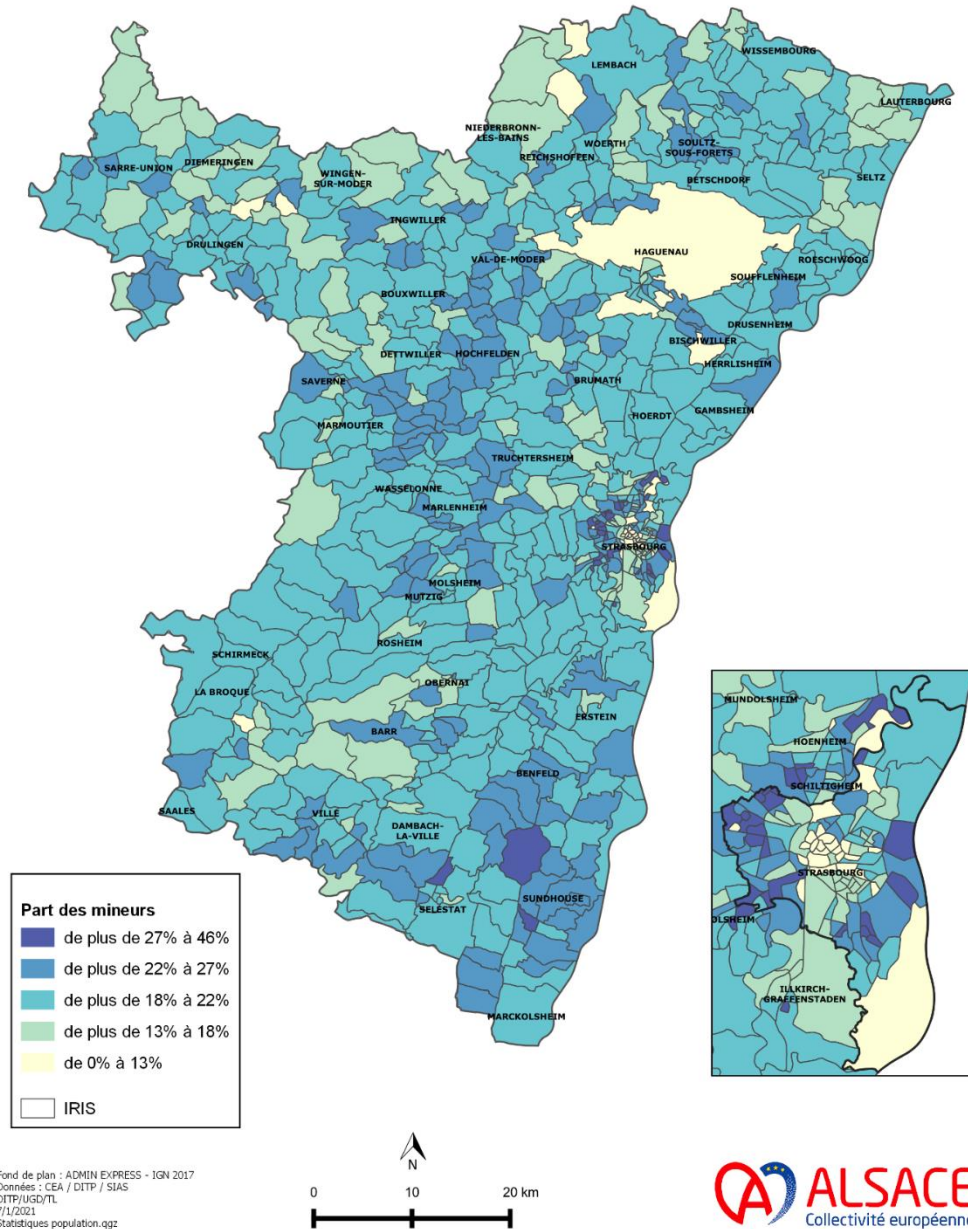 LEMBACH
WISSEMBOURG
LAUTERBOURG
NIEDERBRONN-
LES-BAINS
WOERTH
SOULTZ-
SOUS-FORETS
REICHSHOFFEN
SARRE-UNION
DIEMERINGEN
WINGEN-
SUR-MODER
BETSCHDORF
SELTZ
INGWILLER
DRULINGEN
HAGUENAU
VAL-DE-MODER
ROESCHWOOG
SOUFFLENHEIM
BOUXWILLER
DRUSENHEIM
BISCHWILLER
DETTWILLER
HOCHFELDEN
HERRLISHEIM
SAVERNE
BRUMATH
GAMBSHEIM
HOERDT
MARMOUTIER
TRUCHTERSHEIM
WASSELONNE
MARLENHEIM
STRASBOURG
MOLSHEIM
MUTZIG
ROSHEIM
SCHIRMECK
OBERNAI
LA BROQUE
ERSTEIN
BARR
BENFELD
SAALES
VILLE
DAMBACH-
LA-VILLE
SUNDHOUSE
SELESTAT
MARCKOLSHEIM
MUNDOLSHEIM
HOENHEIM
SCHILTIGHEIM
STRASBOURG
OLSHEIM
ILLKIRCH-
GRAFFENSTADEN
Part des mineurs
de plus de 27% à 46%
de plus de 22% à 27%
de plus de 18% à 22%
de plus de 13% à 18%
de 0% à 13%
IRIS
Fond de plan : ADMIN EXPRESS - IGN 2017
Données : CEA / DITP / SIAS
DITP/UGD/TL
7/1/2021
Statistiques population.qgz
N
0 10 20 km
ALSACE
Collectivité européenn